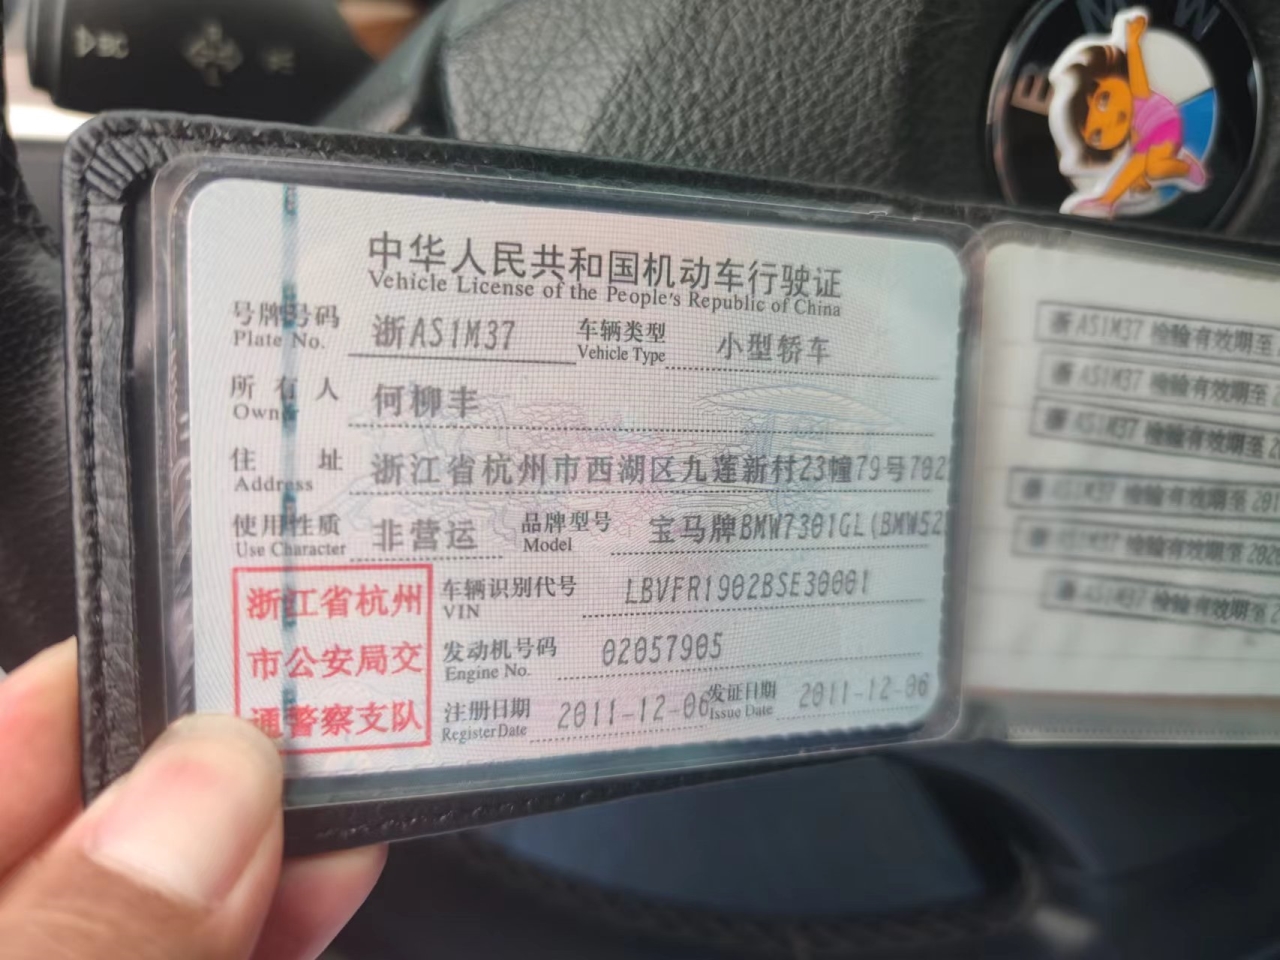 BMW
中华人民共和国机动车行驶证
Vehicle License of the People's Republic of China
号牌号码 浙AS1M37 车辆类型 小型轿车
Plate No. Vehicle Type
所有人 何柳丰
Owner
住址 浙江省杭州市西湖区九莲新村23幢79号702
Address
使用性质 非营运 品牌型号 宝马牌BMW7301GL(BMW52
Use Character Model
浙江省杭州
市公安局交
通警察支队
车辆识别代号 LBVFR1902BSE30001
VIN
发动机号码 02057905
Engine No.
注册日期 2011-12-06 发证日期 2011-12-06
Register Date Issue Date
浙AS1M37 检验有效期至
浙AS1M37 检验有效期至
浙AS1M37 检验有效期至
浙AS1M37 检验有效期至 201
浙AS1M37 检验有效期至 202
浙AS1M37 检验有效期至